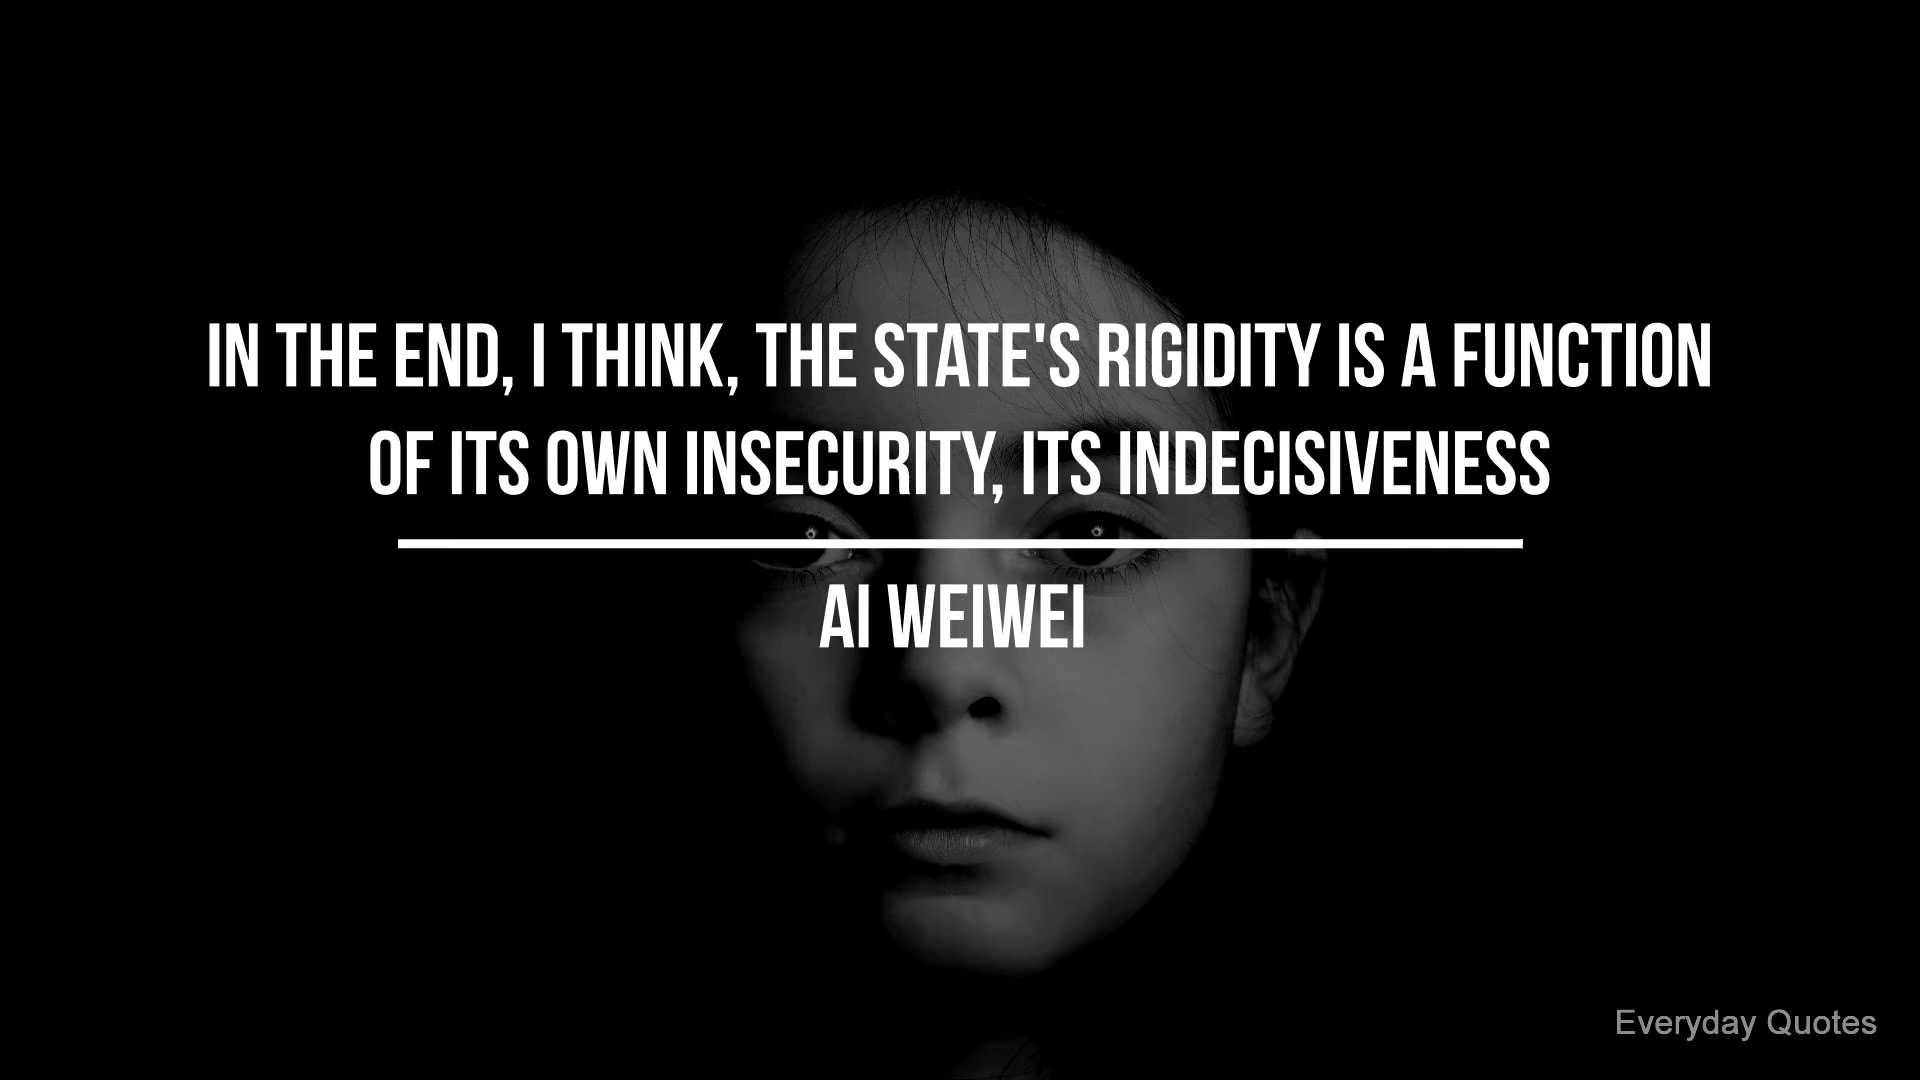 IN THE END, I THINK, THE STATE'S RIGIDITY IS A FUNCTION
OF ITS OWN INSECURITY, ITS INDECISIVENESS
AI WEIWEI
Everyday Quotes